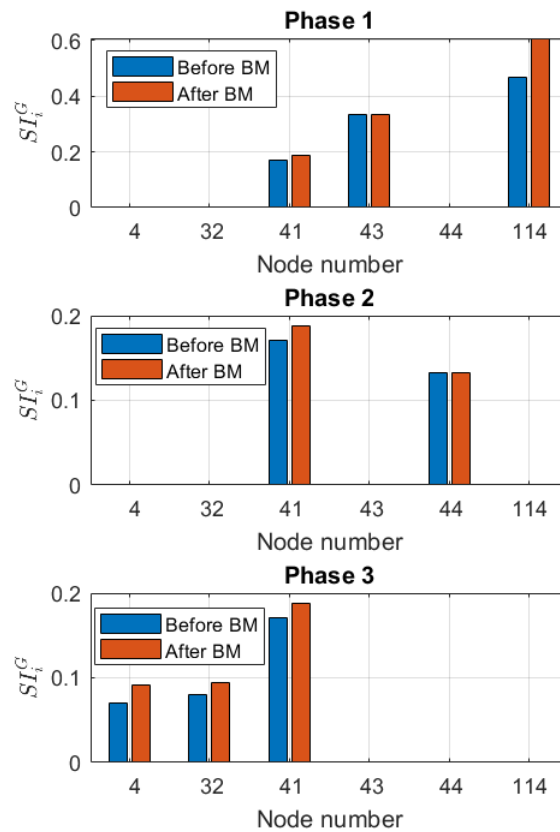 Phase 1
0.6
0.4
0.2
0
SI_i^G
Before BM
After BM
4 32 41 43 44 114
Node number
Phase 2
0.2
0.1
0
SI_i^G
Before BM
After BM
4 32 41 43 44 114
Node number
Phase 3
0.2
0.1
0
SI_i^G
Before BM
After BM
4 32 41 43 44 114
Node number